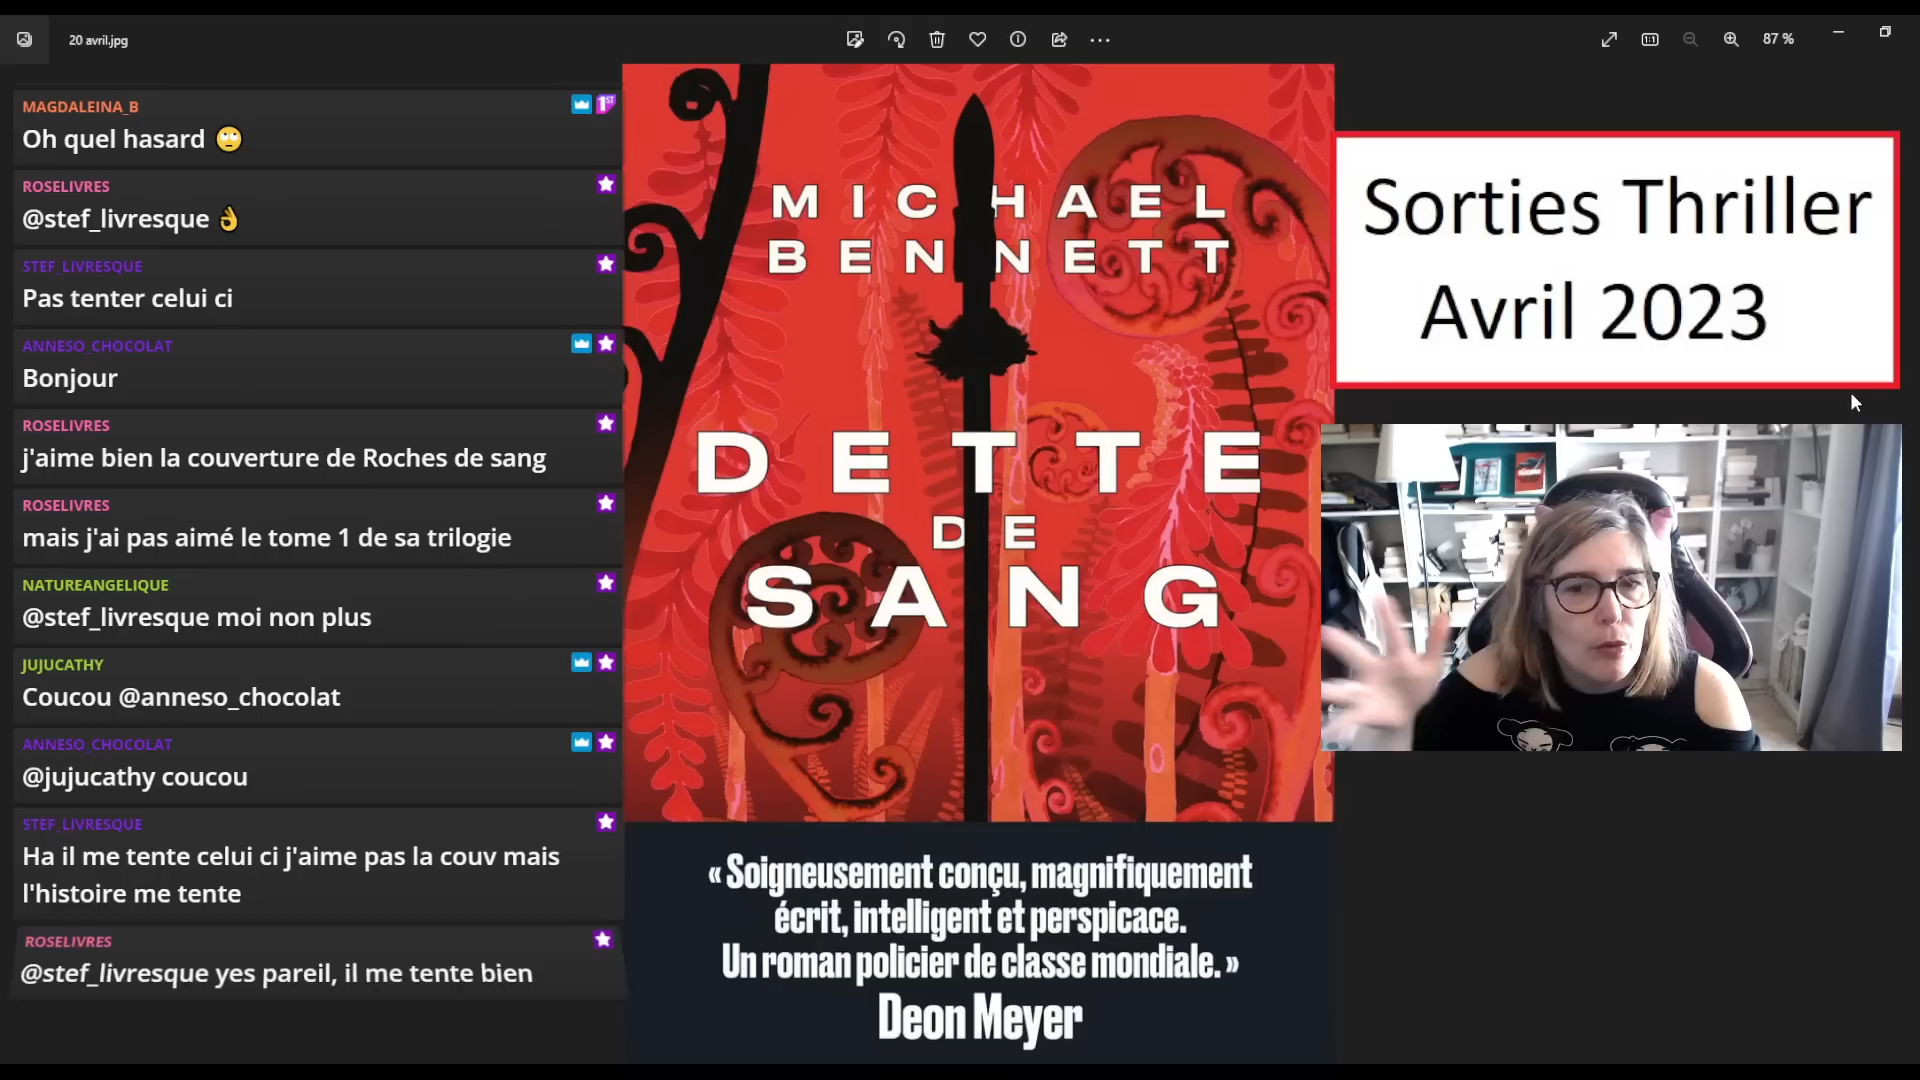 20 avril.jpg
87 %
MAGDALEINA_B
1ST
Oh quel hasard
ROSELIVRES
@stef_livresque
STEF_LIVRESQUE
Pas tenter celui ci
ANNESO_CHOCOLAT
Bonjour
ROSELIVRES
j'aime bien la couverture de Roches de sang
ROSELIVRES
mais j'ai pas aimé le tome 1 de sa trilogie
NATUREANGELIQUE
@stef_livresque moi non plus
JUJUCATHY
Coucou @anneso_chocolat
ANNESO_CHOCOLAT
@jujucathy coucou
STEF_LIVRESQUE
Ha il me tente celui ci j'aime pas la couv mais
l'histoire me tente
ROSELIVRES
@stef_livresque yes pareil, il me tente bien
MICHAEL
BENNETT
DETTE
DE
SANG
« Soigneusement conçu, magnifiquement
écrit, intelligent et perspicace.
Un roman policier de classe mondiale. »
Deon Meyer
Sorties Thriller
Avril 2023